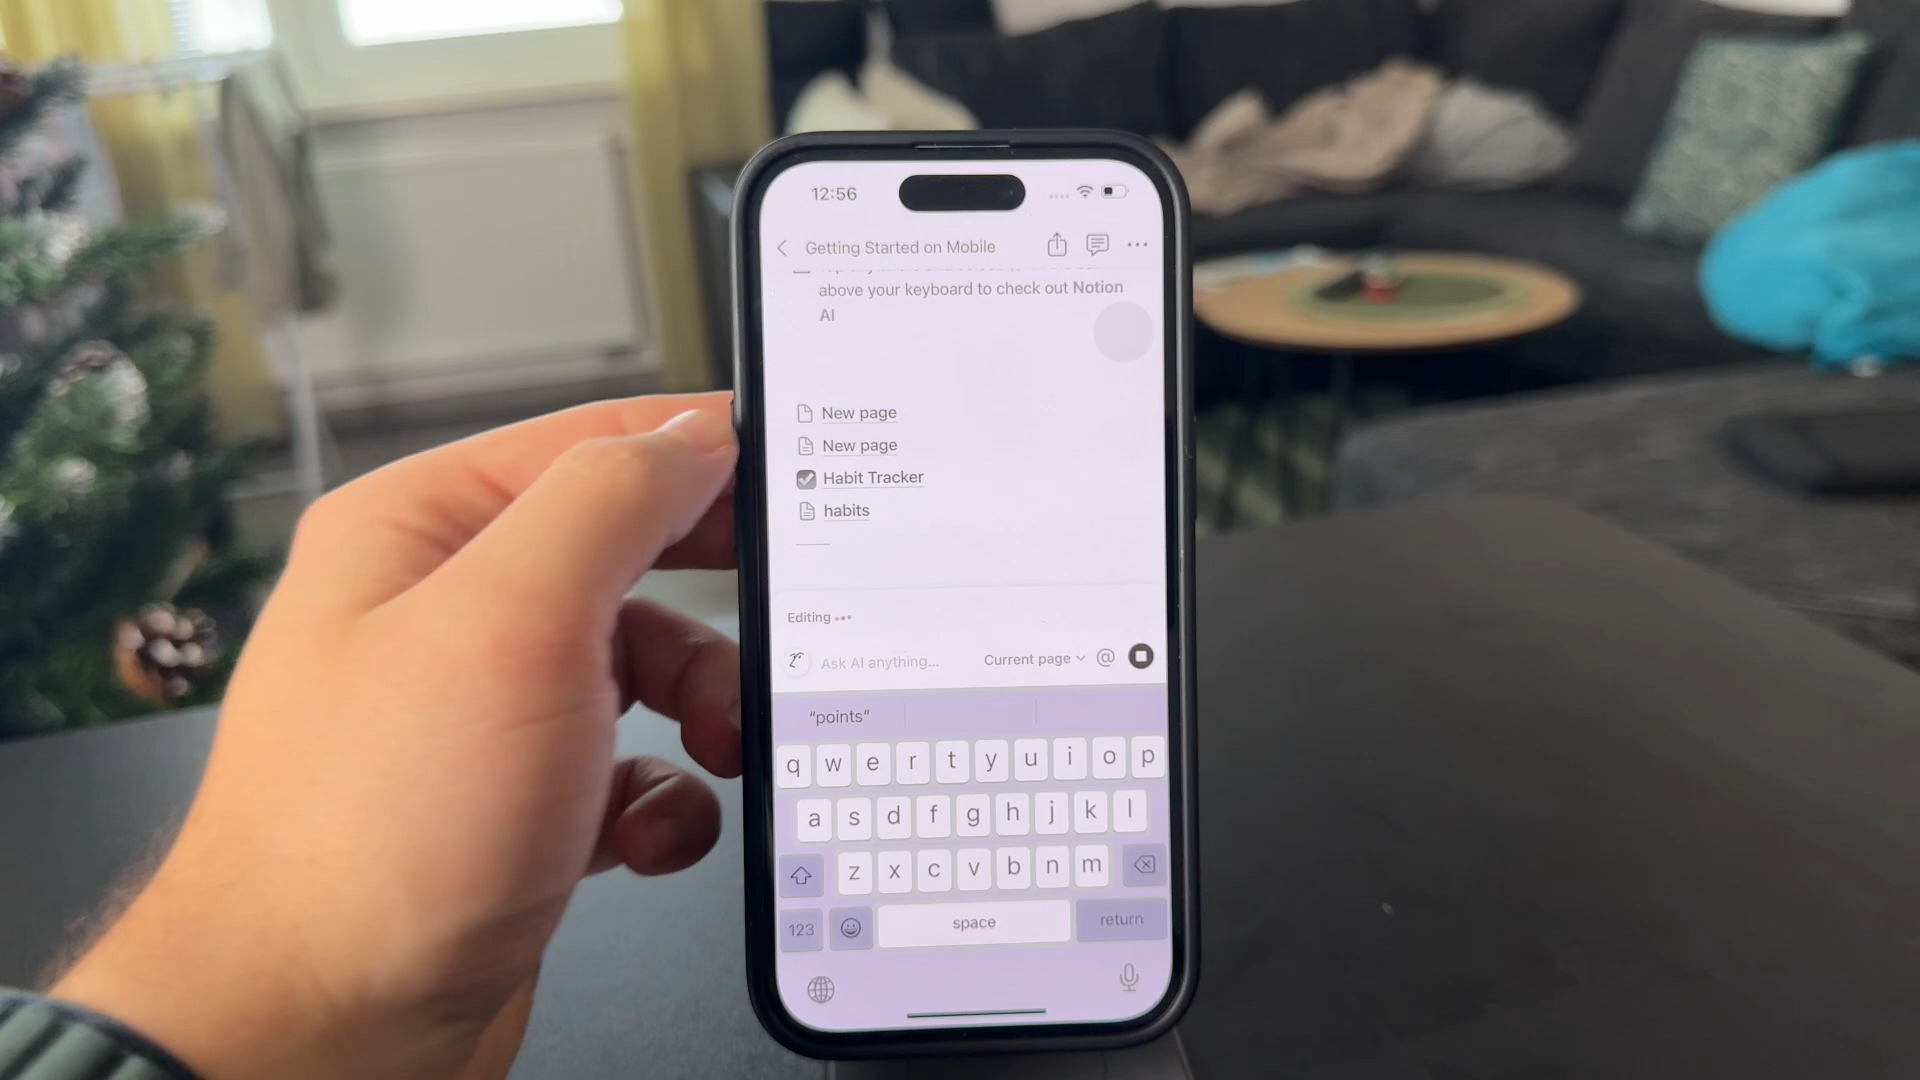 12:56
Getting Started on Mobile
above your keyboard to check out Notion
AI
New page
New page
Habit Tracker
habits
Editing
Ask AI anything... Current page @
“points”
q w e r t y u i o p
a s d f g h j k l
z x c v b n m
123 space return